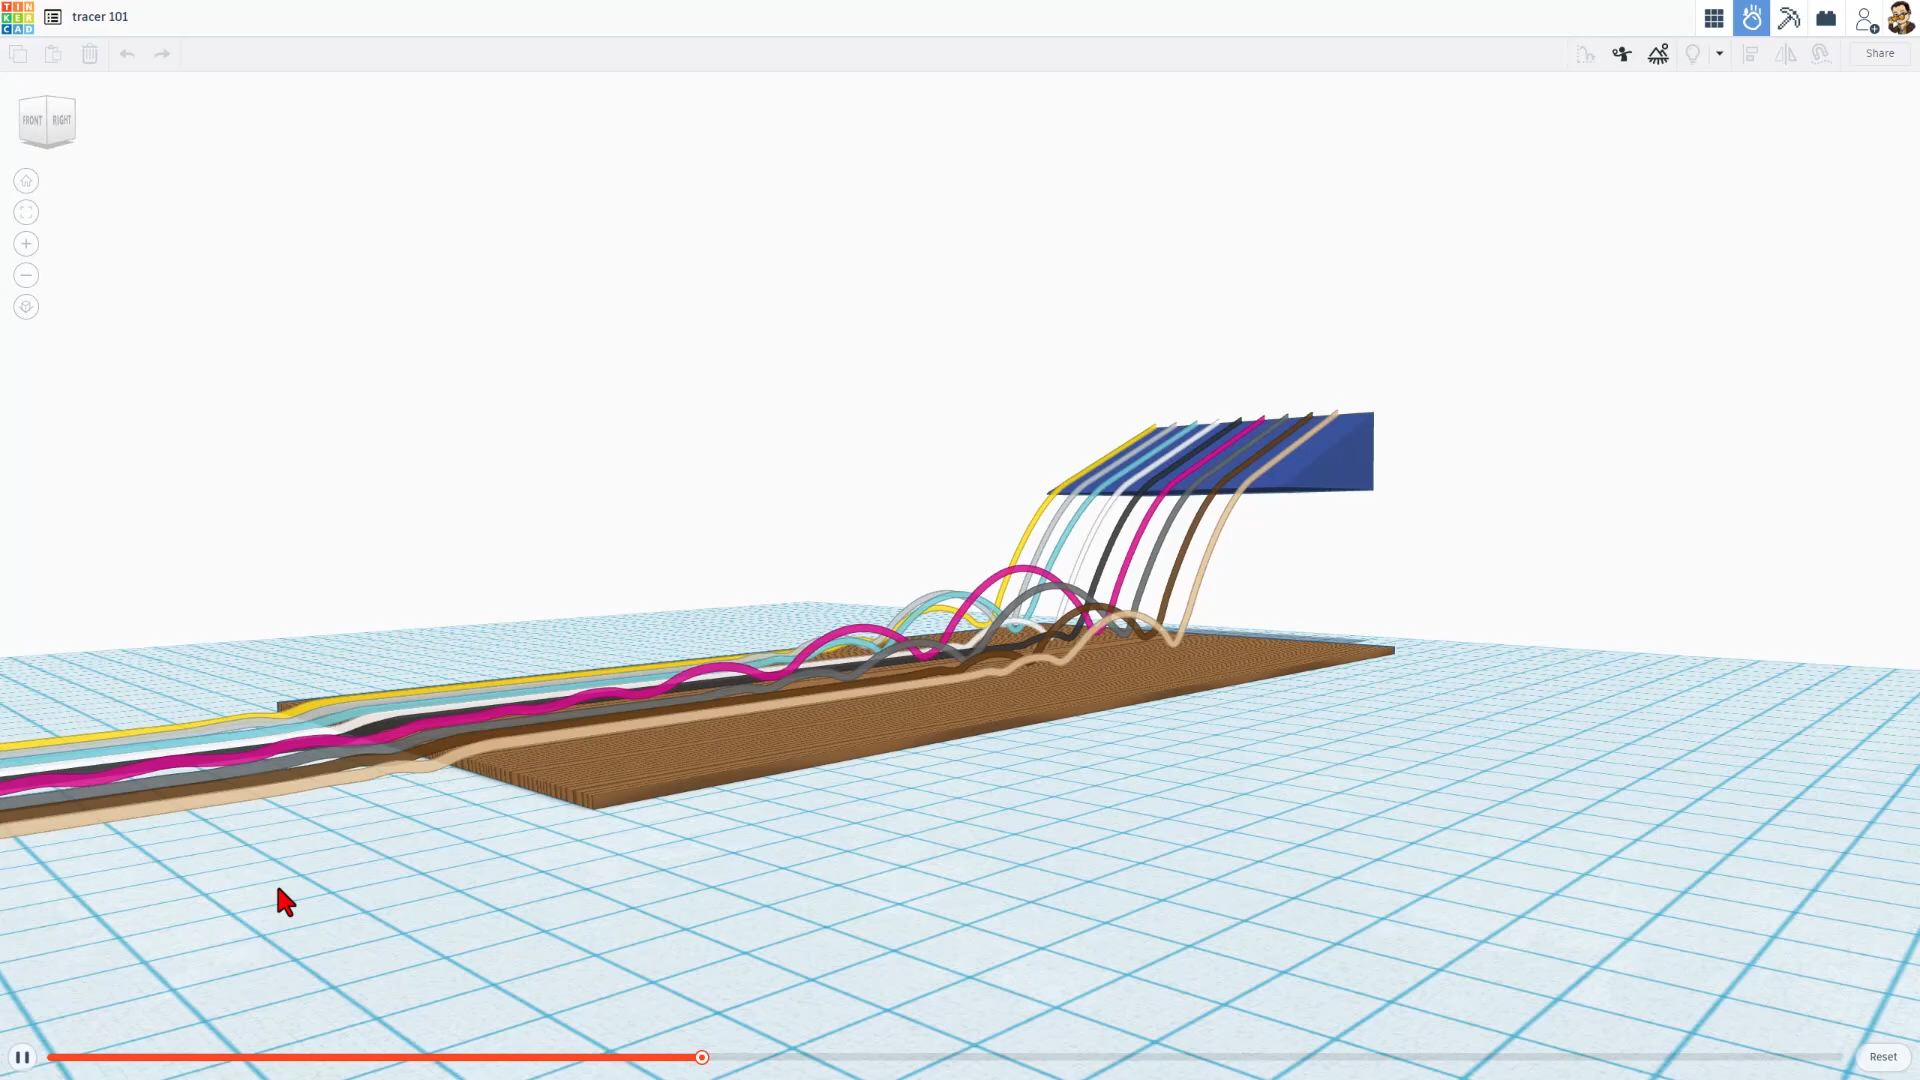 TIN
KER
CAD
tracer 101
Share
FRONT
RIGHT
Reset